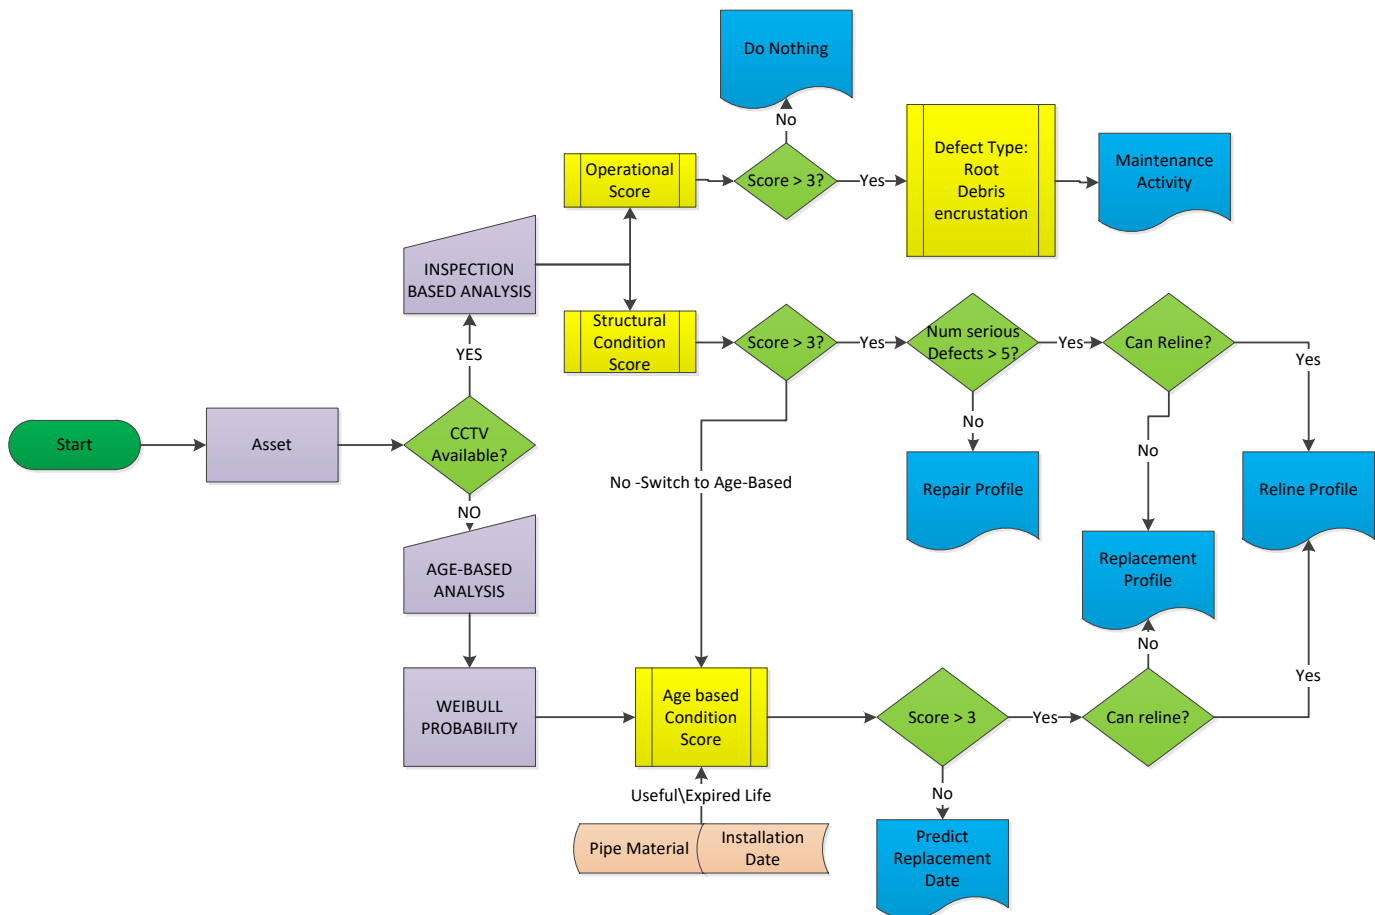 Do Nothing
No
Operational
Score
Score > 3?
Yes
Defect Type:
Root
Debris
encrustation
Maintenance
Activity
INSPECTION
BASED ANALYSIS
Structural
Condition
Score
Score > 3?
Yes
Num serious
Defects > 5?
Yes
Can Reline?
Yes
YES
No
Start
Asset
CCTV
Available?
No
No -Switch to Age-Based
Repair Profile
Reline Profile
NO
AGE-BASED
ANALYSIS
Replacement
Profile
No
Yes
WEIBULL
PROBABILITY
Age based
Condition
Score
Score > 3
Yes
Can reline?
Useful\Expired Life
No
Pipe Material
Installation
Date
Predict
Replacement
Date